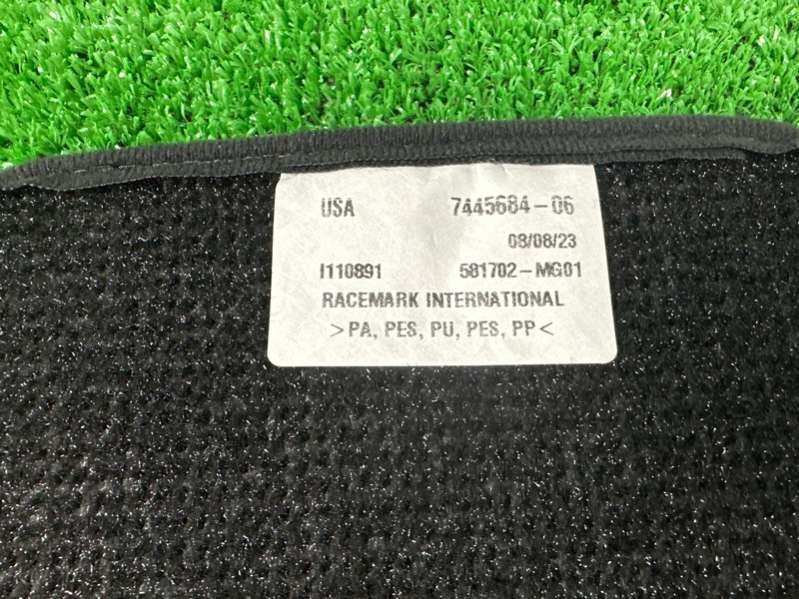 USA 7445684-06
08/08/23
I110891 581702-MG01
RACEMARK INTERNATIONAL
>PA, PES, PU, PES, PP<